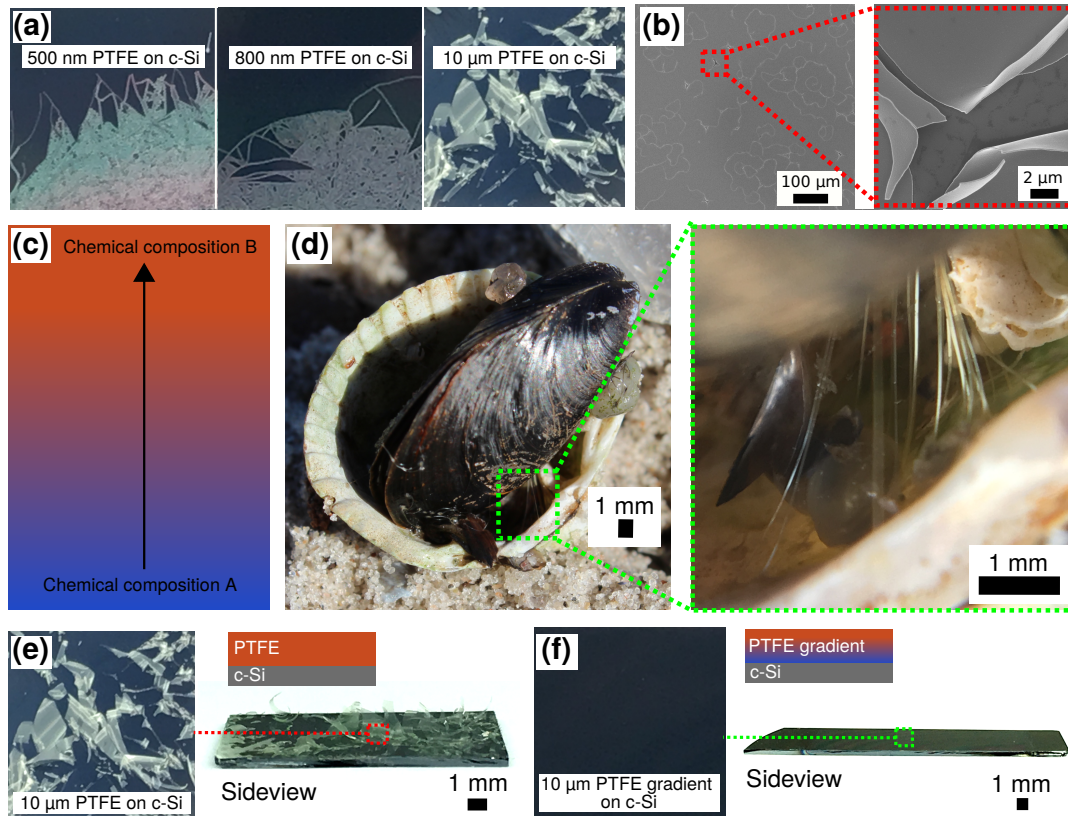 (a)
500 nm PTFE on c-Si
800 nm PTFE on c-Si
10 µm PTFE on c-Si
(b)
100 µm
2 µm
(c)
Chemical composition B
Chemical composition A
(d)
1 mm
1 mm
(e)
PTFE
c-Si
10 µm PTFE on c-Si
Sideview
1 mm
(f)
PTFE gradient
c-Si
10 µm PTFE gradient
on c-Si
Sideview
1 mm